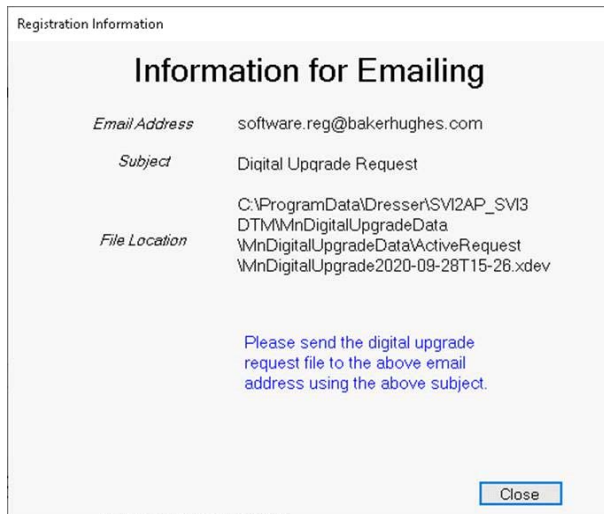 Registration Information
Information for Emailing
Email Address software.reg@bakerhughes.com
Subject Digital Upgrade Request
C:\ProgramData\Dresser\SVI2AP_SVI3
DTM\MnDigitalUpgradeData
File Location \MnDigitalUpgradeData\ActiveRequest
\MnDigitalUpgrade2020-09-28T15-26.xdev
Please send the digital upgrade
request file to the above email
address using the above subject.
Close